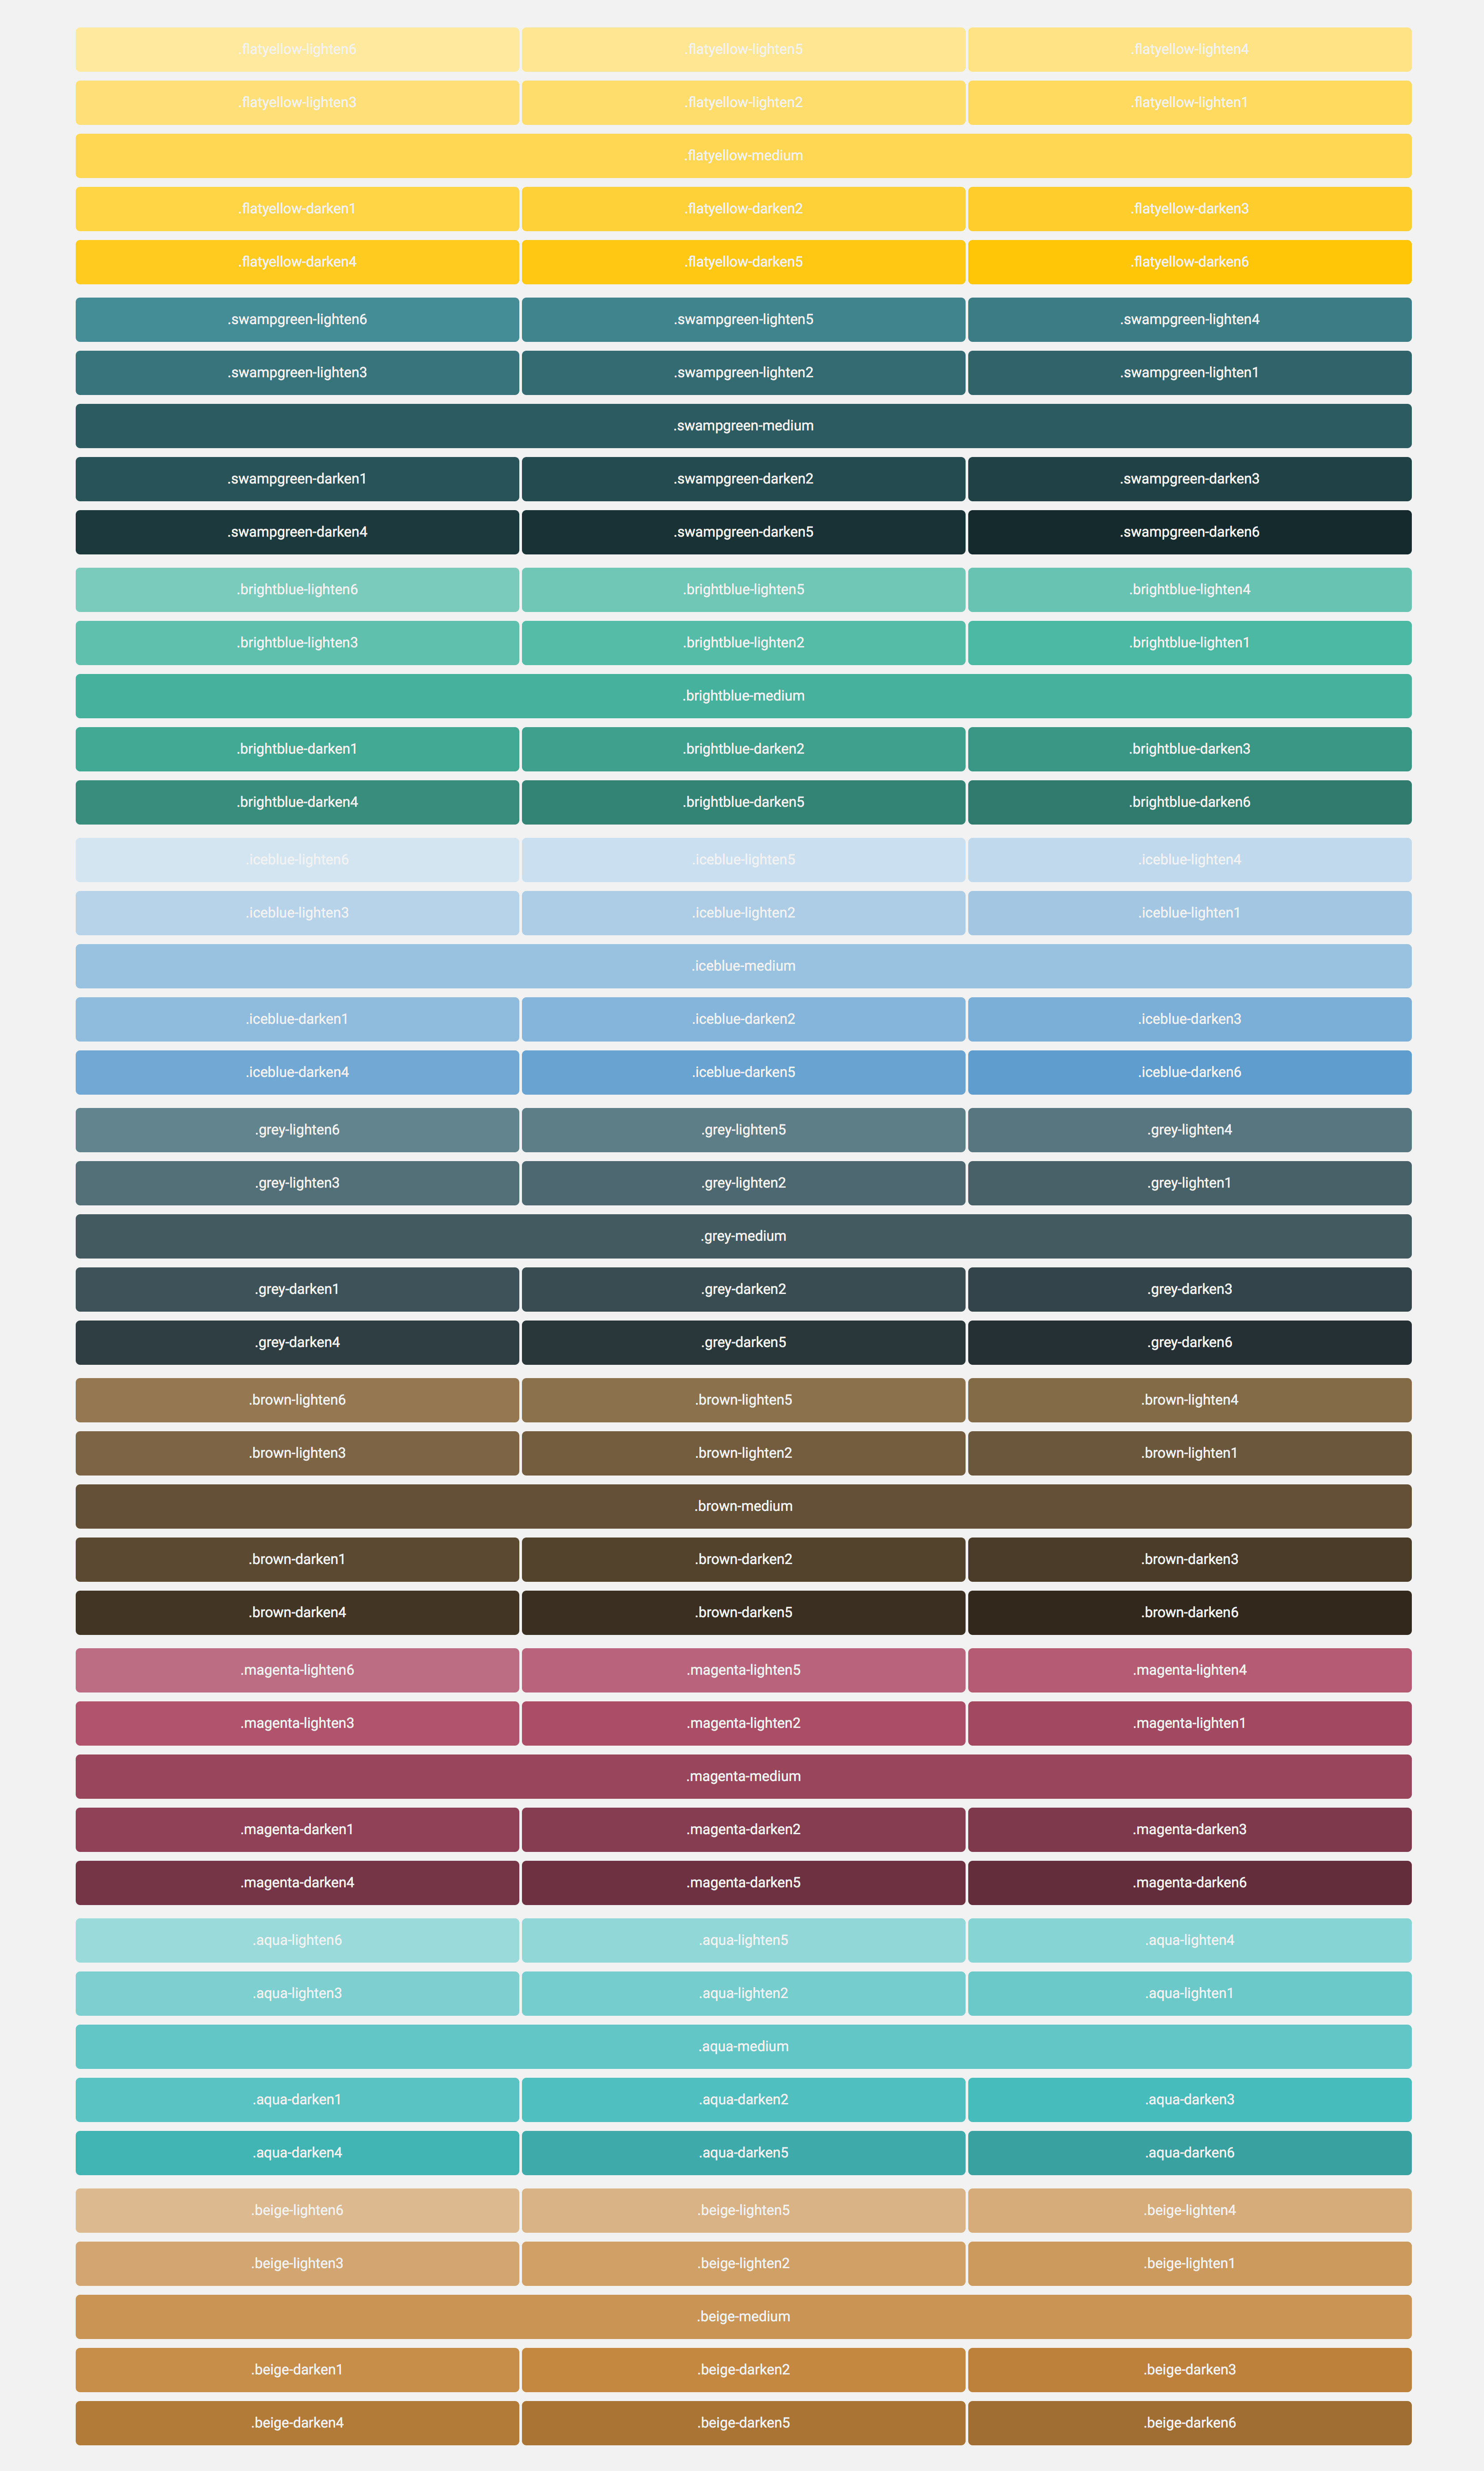 .flatyellow-lighten6 .flatyellow-lighten5 .flatyellow-lighten4
.flatyellow-lighten3 .flatyellow-lighten2 .flatyellow-lighten1
.flatyellow-medium
.flatyellow-darken1 .flatyellow-darken2 .flatyellow-darken3
.flatyellow-darken4 .flatyellow-darken5 .flatyellow-darken6
.swampgreen-lighten6 .swampgreen-lighten5 .swampgreen-lighten4
.swampgreen-lighten3 .swampgreen-lighten2 .swampgreen-lighten1
.swampgreen-medium
.swampgreen-darken1 .swampgreen-darken2 .swampgreen-darken3
.swampgreen-darken4 .swampgreen-darken5 .swampgreen-darken6
.brightblue-lighten6 .brightblue-lighten5 .brightblue-lighten4
.brightblue-lighten3 .brightblue-lighten2 .brightblue-lighten1
.brightblue-medium
.brightblue-darken1 .brightblue-darken2 .brightblue-darken3
.brightblue-darken4 .brightblue-darken5 .brightblue-darken6
.iceblue-lighten6 .iceblue-lighten5 .iceblue-lighten4
.iceblue-lighten3 .iceblue-lighten2 .iceblue-lighten1
.iceblue-medium
.iceblue-darken1 .iceblue-darken2 .iceblue-darken3
.iceblue-darken4 .iceblue-darken5 .iceblue-darken6
.grey-lighten6 .grey-lighten5 .grey-lighten4
.grey-lighten3 .grey-lighten2 .grey-lighten1
.grey-medium
.grey-darken1 .grey-darken2 .grey-darken3
.grey-darken4 .grey-darken5 .grey-darken6
.brown-lighten6 .brown-lighten5 .brown-lighten4
.brown-lighten3 .brown-lighten2 .brown-lighten1
.brown-medium
.brown-darken1 .brown-darken2 .brown-darken3
.brown-darken4 .brown-darken5 .brown-darken6
.magenta-lighten6 .magenta-lighten5 .magenta-lighten4
.magenta-lighten3 .magenta-lighten2 .magenta-lighten1
.magenta-medium
.magenta-darken1 .magenta-darken2 .magenta-darken3
.magenta-darken4 .magenta-darken5 .magenta-darken6
.aqua-lighten6 .aqua-lighten5 .aqua-lighten4
.aqua-lighten3 .aqua-lighten2 .aqua-lighten1
.aqua-medium
.aqua-darken1 .aqua-darken2 .aqua-darken3
.aqua-darken4 .aqua-darken5 .aqua-darken6
.beige-lighten6 .beige-lighten5 .beige-lighten4
.beige-lighten3 .beige-lighten2 .beige-lighten1
.beige-medium
.beige-darken1 .beige-darken2 .beige-darken3
.beige-darken4 .beige-darken5 .beige-darken6